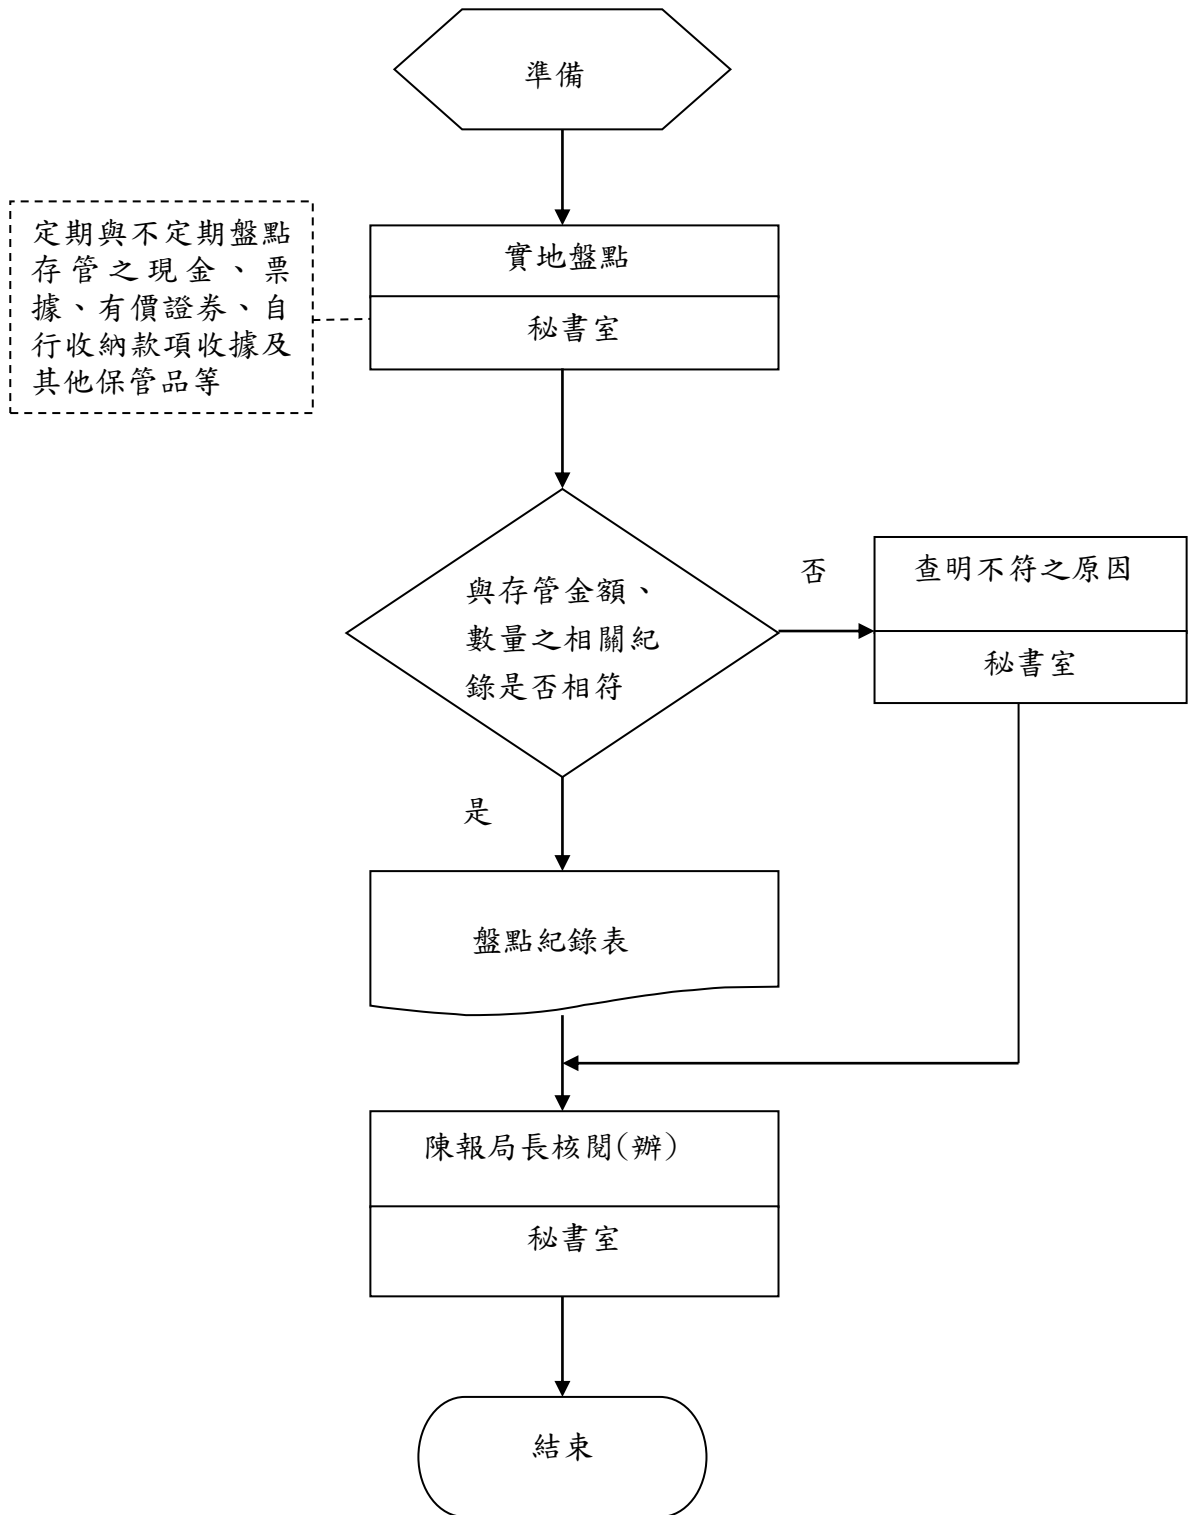 準備
定期與不定期盤點
存管之現金、票
據、有價證券、自
行收納款項收據及
其他保管品等
實地盤點
秘書室
與存管金額、
數量之相關紀
錄是否相符
否
查明不符之原因
秘書室
是
盤點紀錄表
陳報局長核閱(辦)
秘書室
結束